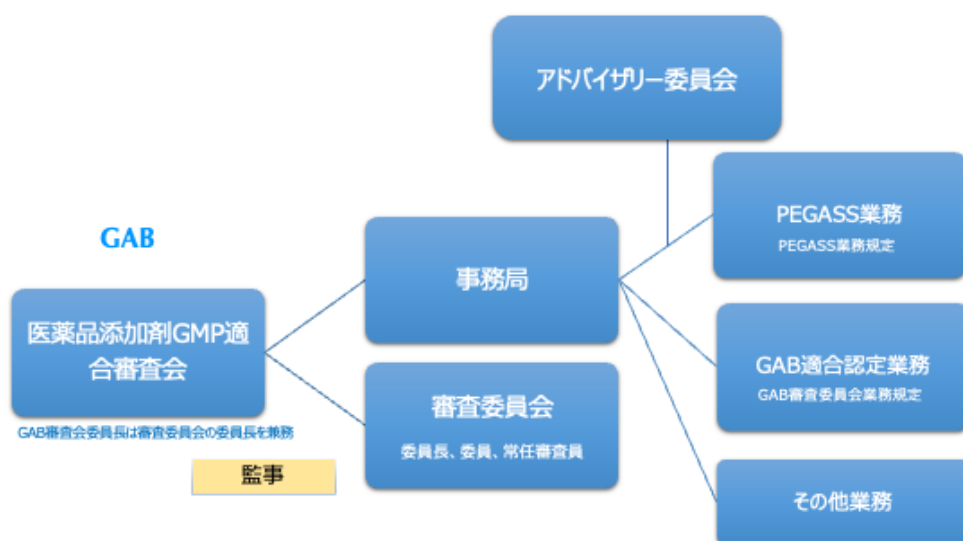 アドバイザリー委員会
PEGASS業務
PEGASS業務規定
GAB
事務局
医薬品添加剤GMP適
合審査会
GAB適合認定業務
GAB審査委員会業務規定
審査委員会
委員長、委員、常任審査員
GAB審査会委員長は審査委員会の委員長を兼務
監事
その他業務